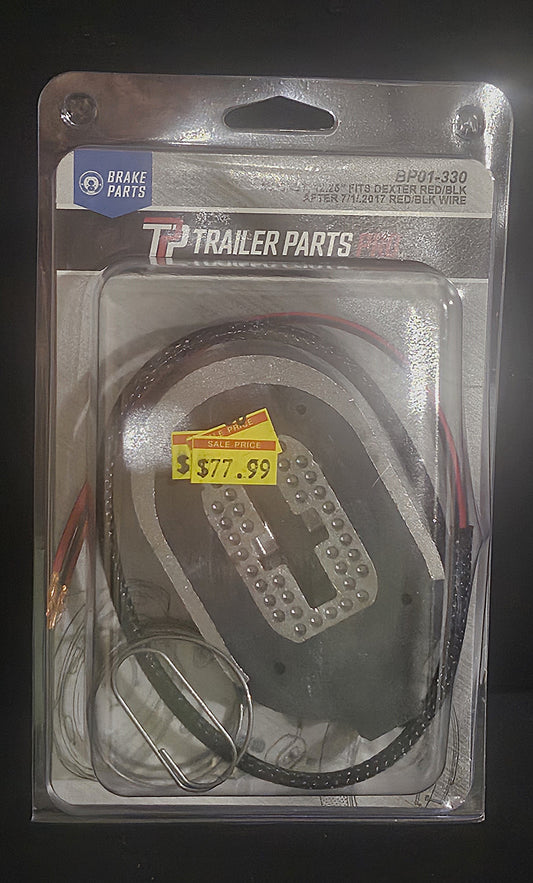 BRAKE
PARTS
BP01-330
12.25" FITS DEXTER RED/BLK
AFTER 7/1/2017 RED/BLK WIRE
TP TRAILER PARTS
SALE PRICE
$
SALE PRICE
$77.99